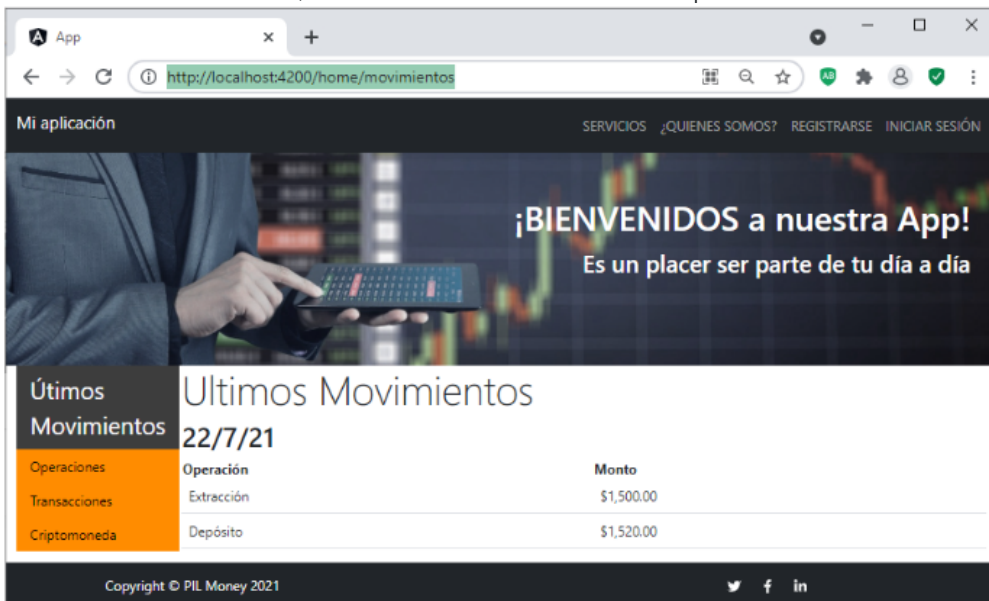 App
http://localhost:4200/home/movimientos
Mi aplicación
SERVICIOS ¿QUIENES SOMOS? REGISTRARSE INICIAR SESIÓN
¡BIENVENIDOS a nuestra App!
Es un placer ser parte de tu día a día
Útimos
Movimientos
Operaciones
Transacciones
Criptomoneda
Ultimos Movimientos
22/7/21
Operación Monto
Extracción $1,500.00
Depósito $1,520.00
Copyright © PIL Money 2021